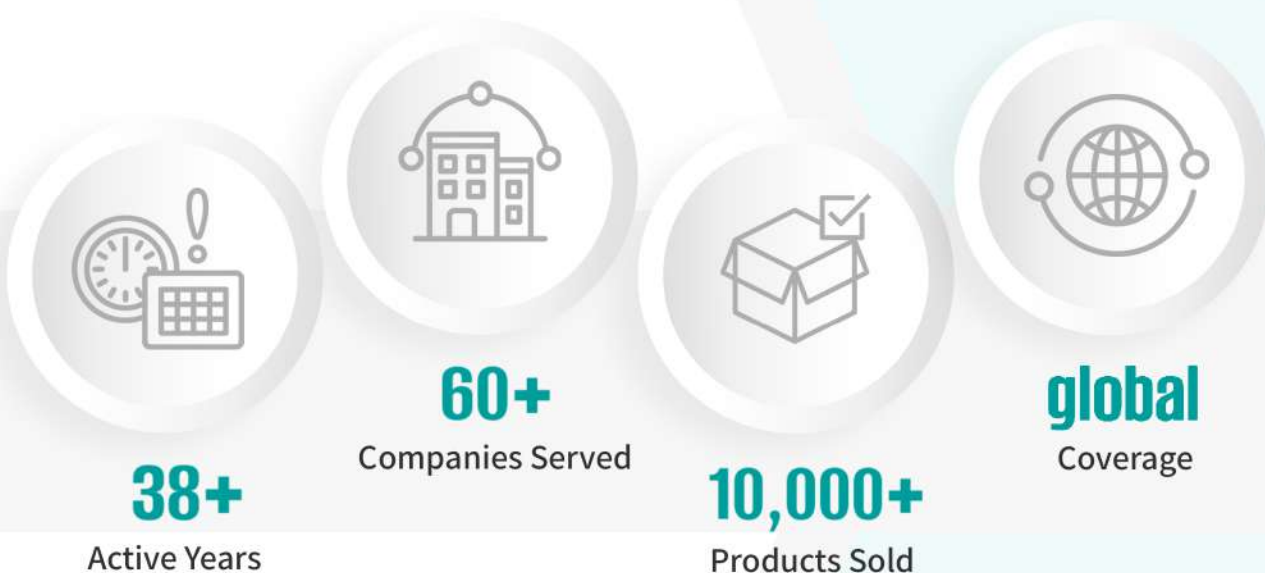 38+
Active Years
60+
Companies Served
10,000+
Products Sold
global
Coverage